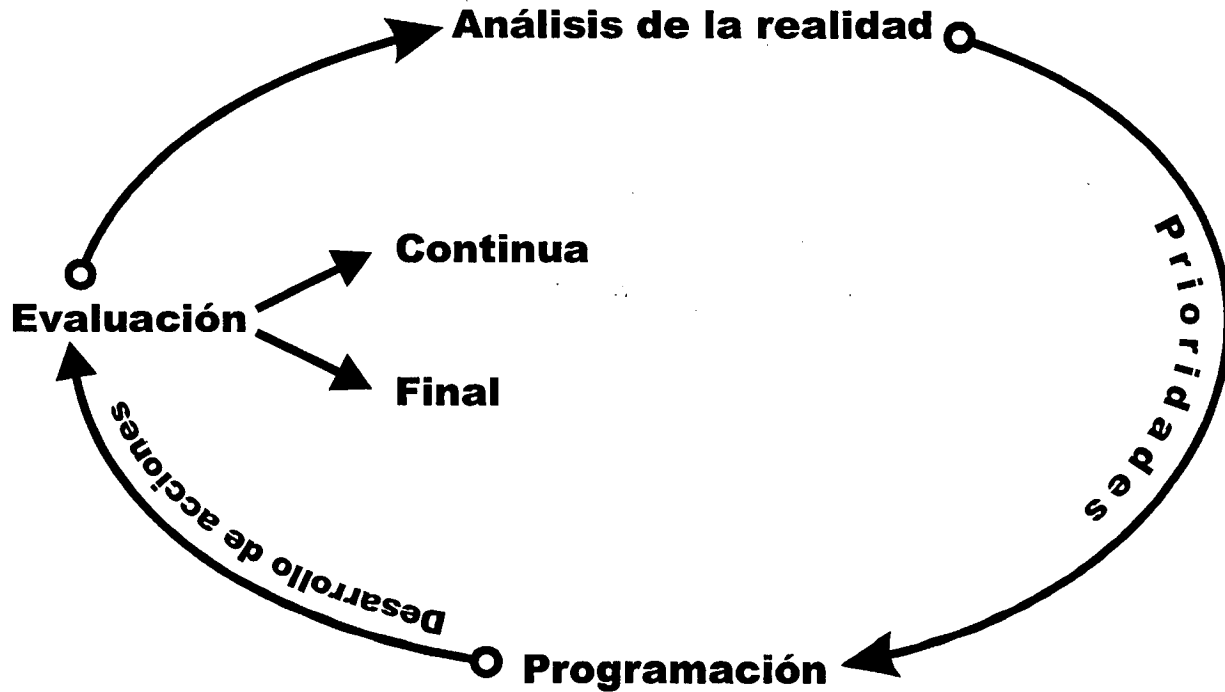 Análisis de la realidad
Prioridades
Continua
Evaluación
Final
Desarrollo de acciones
Programación